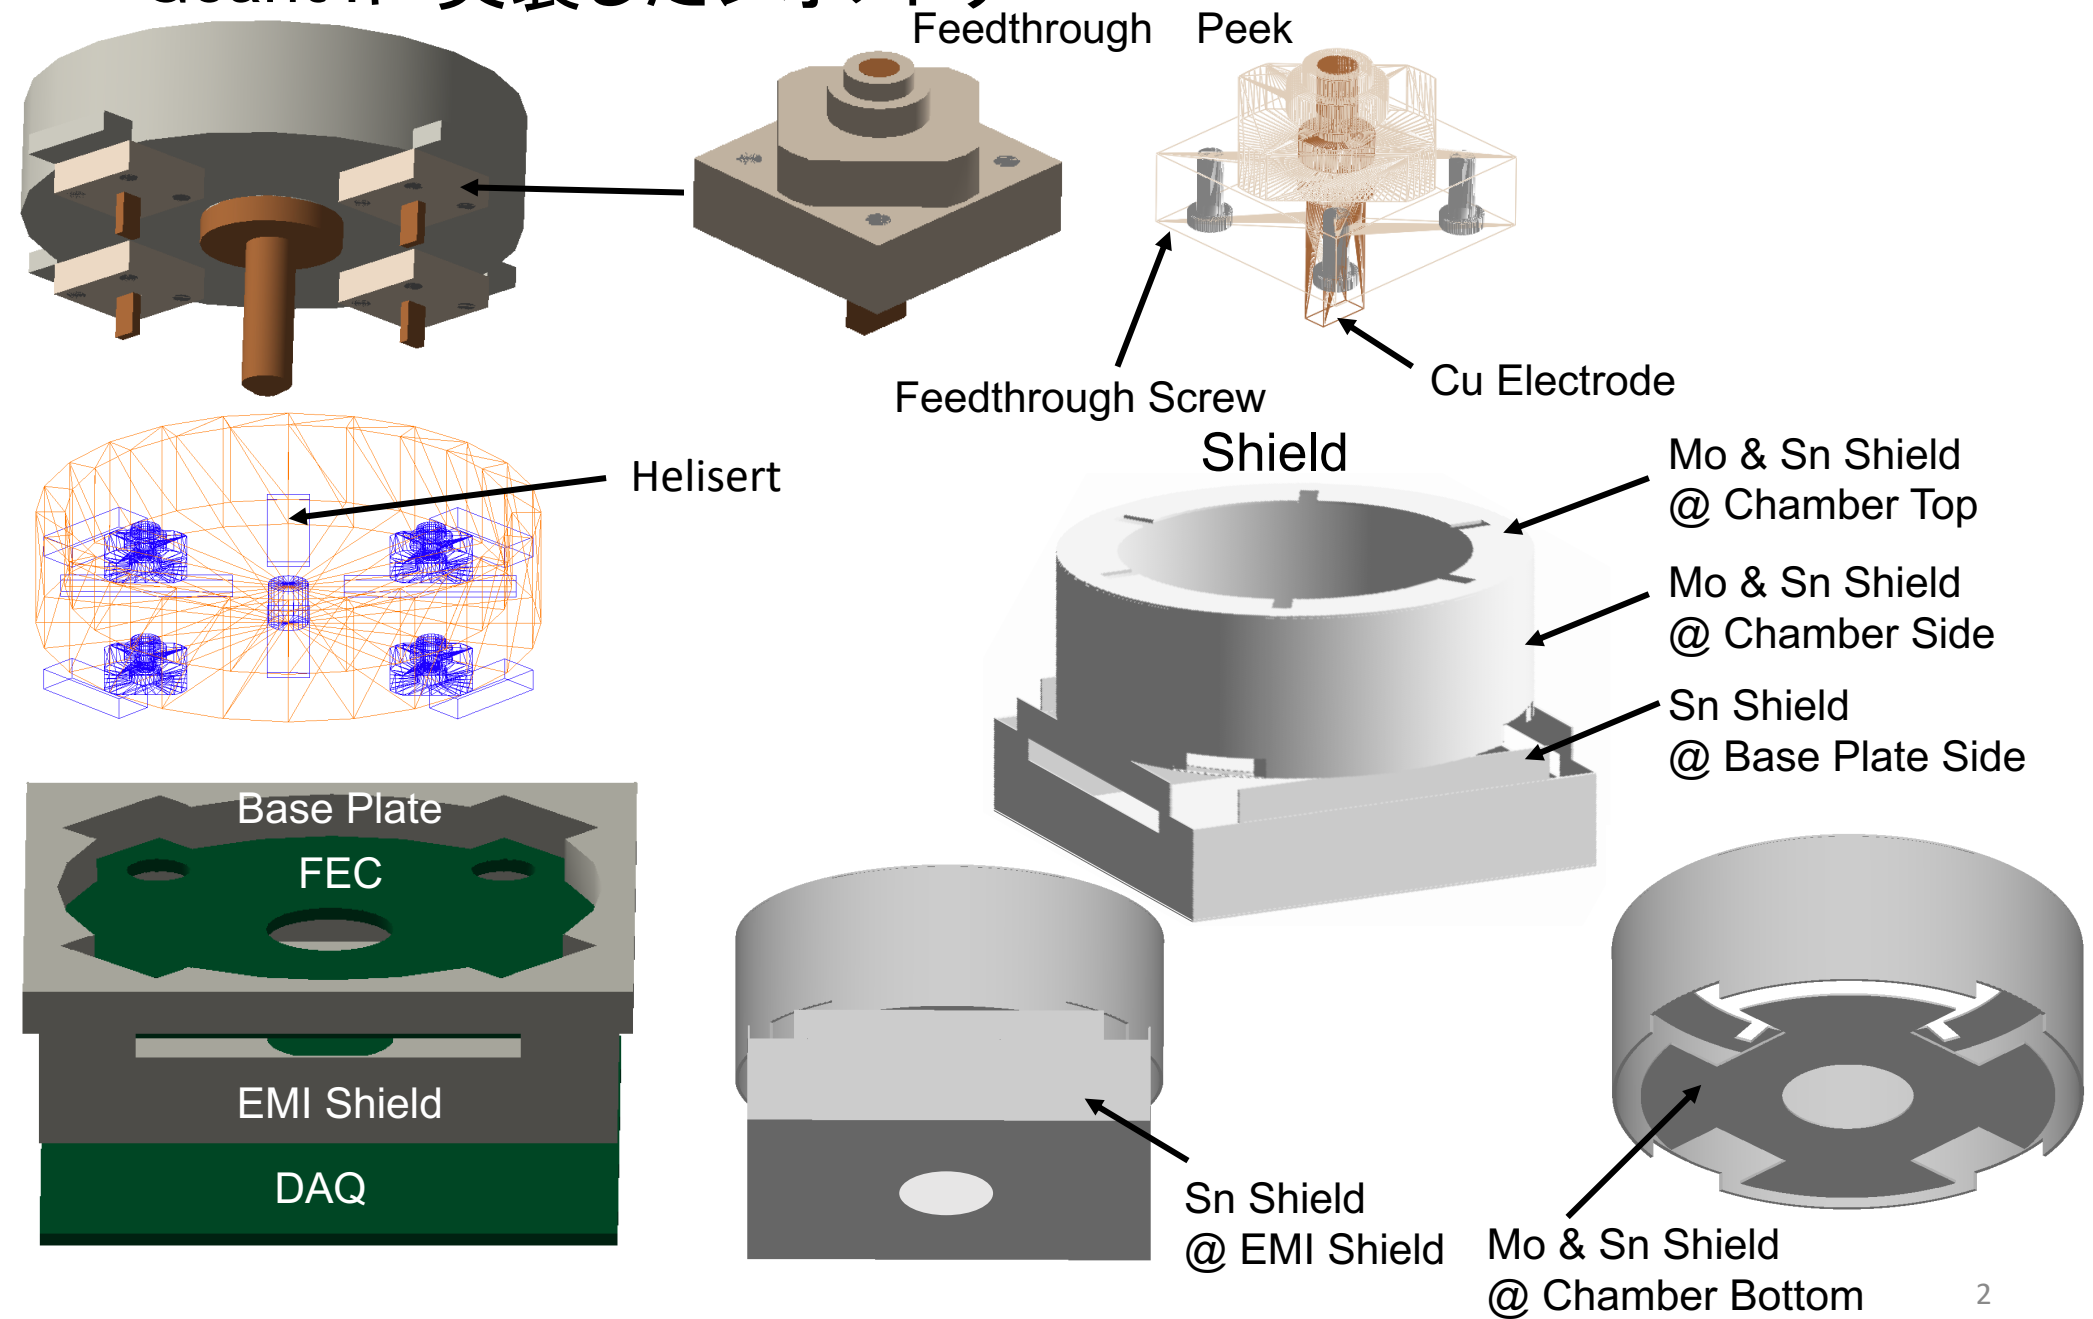 Feedthrough Peek
Feedthrough Screw
Cu Electrode
Helisert
Shield
Mo & Sn Shield
@ Chamber Top
Mo & Sn Shield
@ Chamber Side
Sn Shield
@ Base Plate Side
Base Plate
FEC
EMI Shield
DAQ
Sn Shield
@ EMI Shield
Mo & Sn Shield
@ Chamber Bottom
2